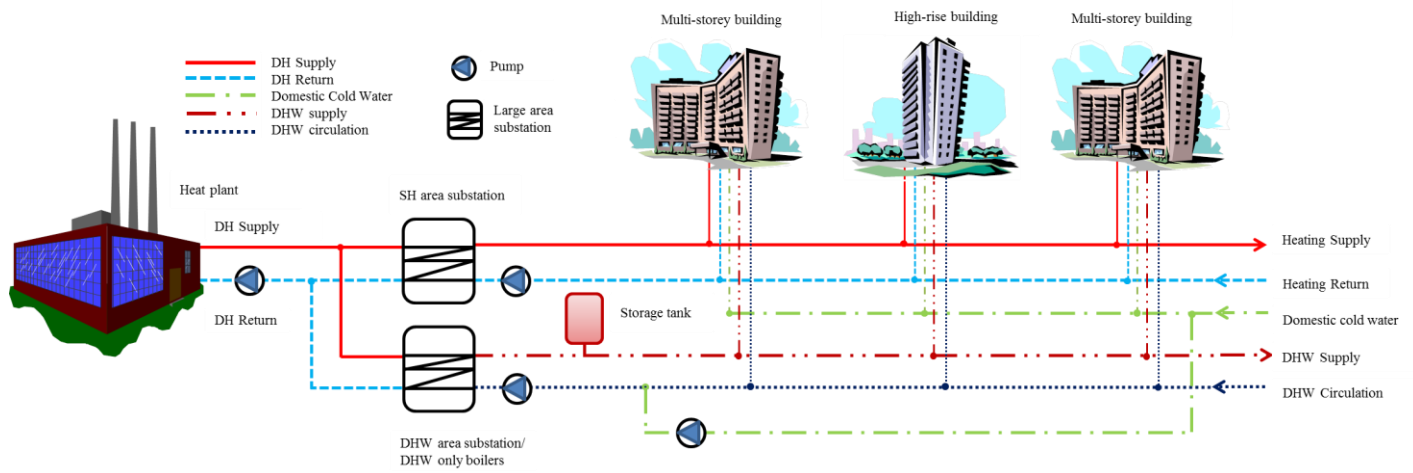 Multi-storey building
High-rise building
Multi-storey building
DH Supply
DH Return
Domestic Cold Water
DHW supply
DHW circulation
Pump
Large area
substation
Heat plant
SH area substation
DH Supply
DH Return
Storage tank
Heating Supply
Heating Return
Domestic cold water
DHW Supply
DHW Circulation
DHW area substation/
DHW only boilers